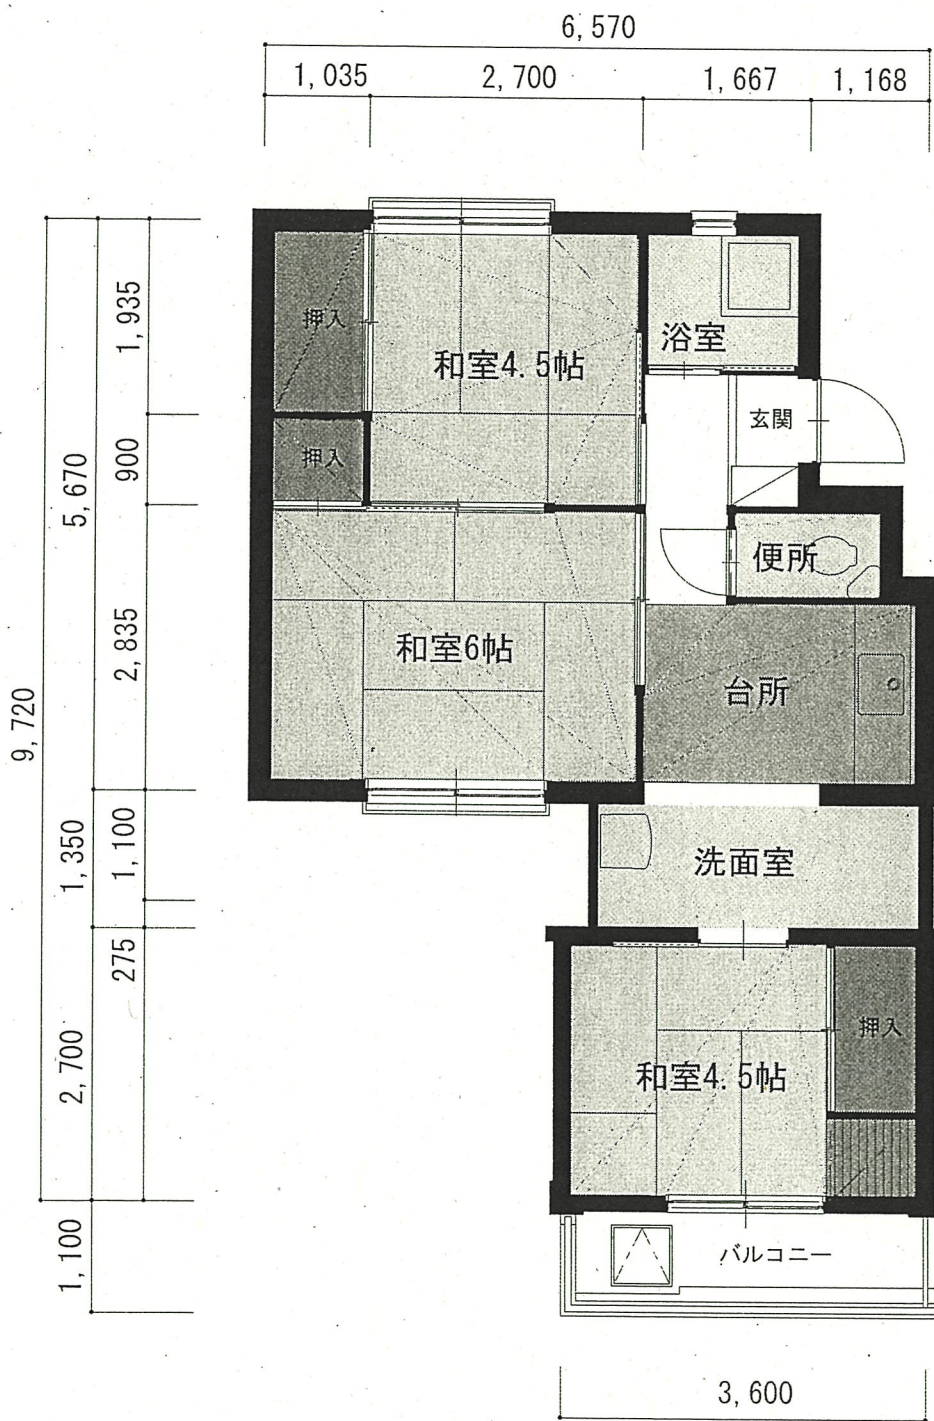 6,570
1,035
2,700
1,667
1,168
9,720
5,670
1,350
2,700
1,100
1,935
900
2,835
1,100
275
押入
和室4.5帖
浴室
玄関
押入
便所
和室6帖
台所
洗面室
押入
和室4.5帖
バルコニー
3,600